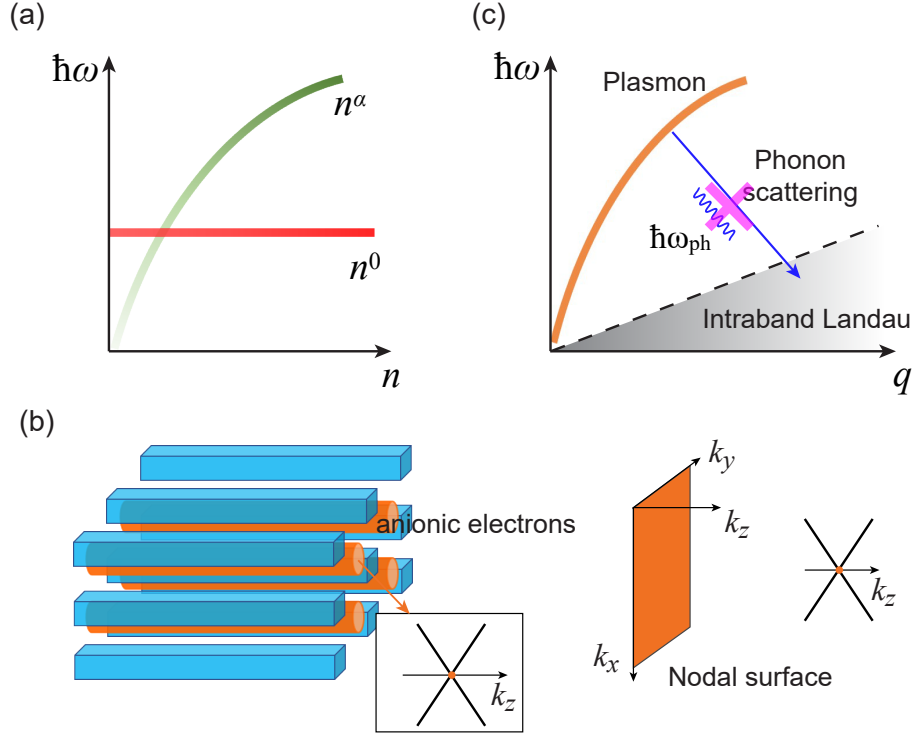 (a)
ħω
n^α
n^0
n
(c)
ħω
Plasmon
Phonon
scattering
ħω_ph
Intraband Landau
q
(b)
anionic electrons
k_z
k_y
k_z
k_x
Nodal surface
k_z